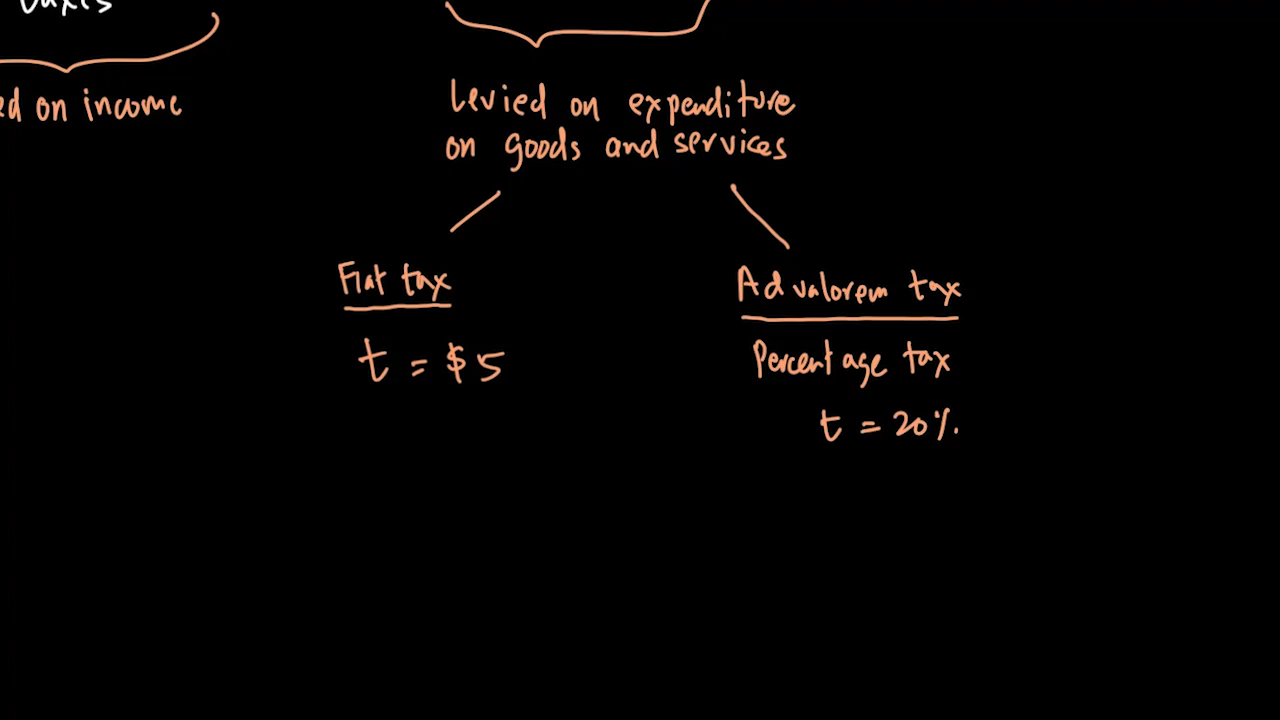 taxes
ed on income
Levied on expenditure
on goods and services
Flat tax
t = $5
Ad valorem tax
Percentage tax
t = 20%